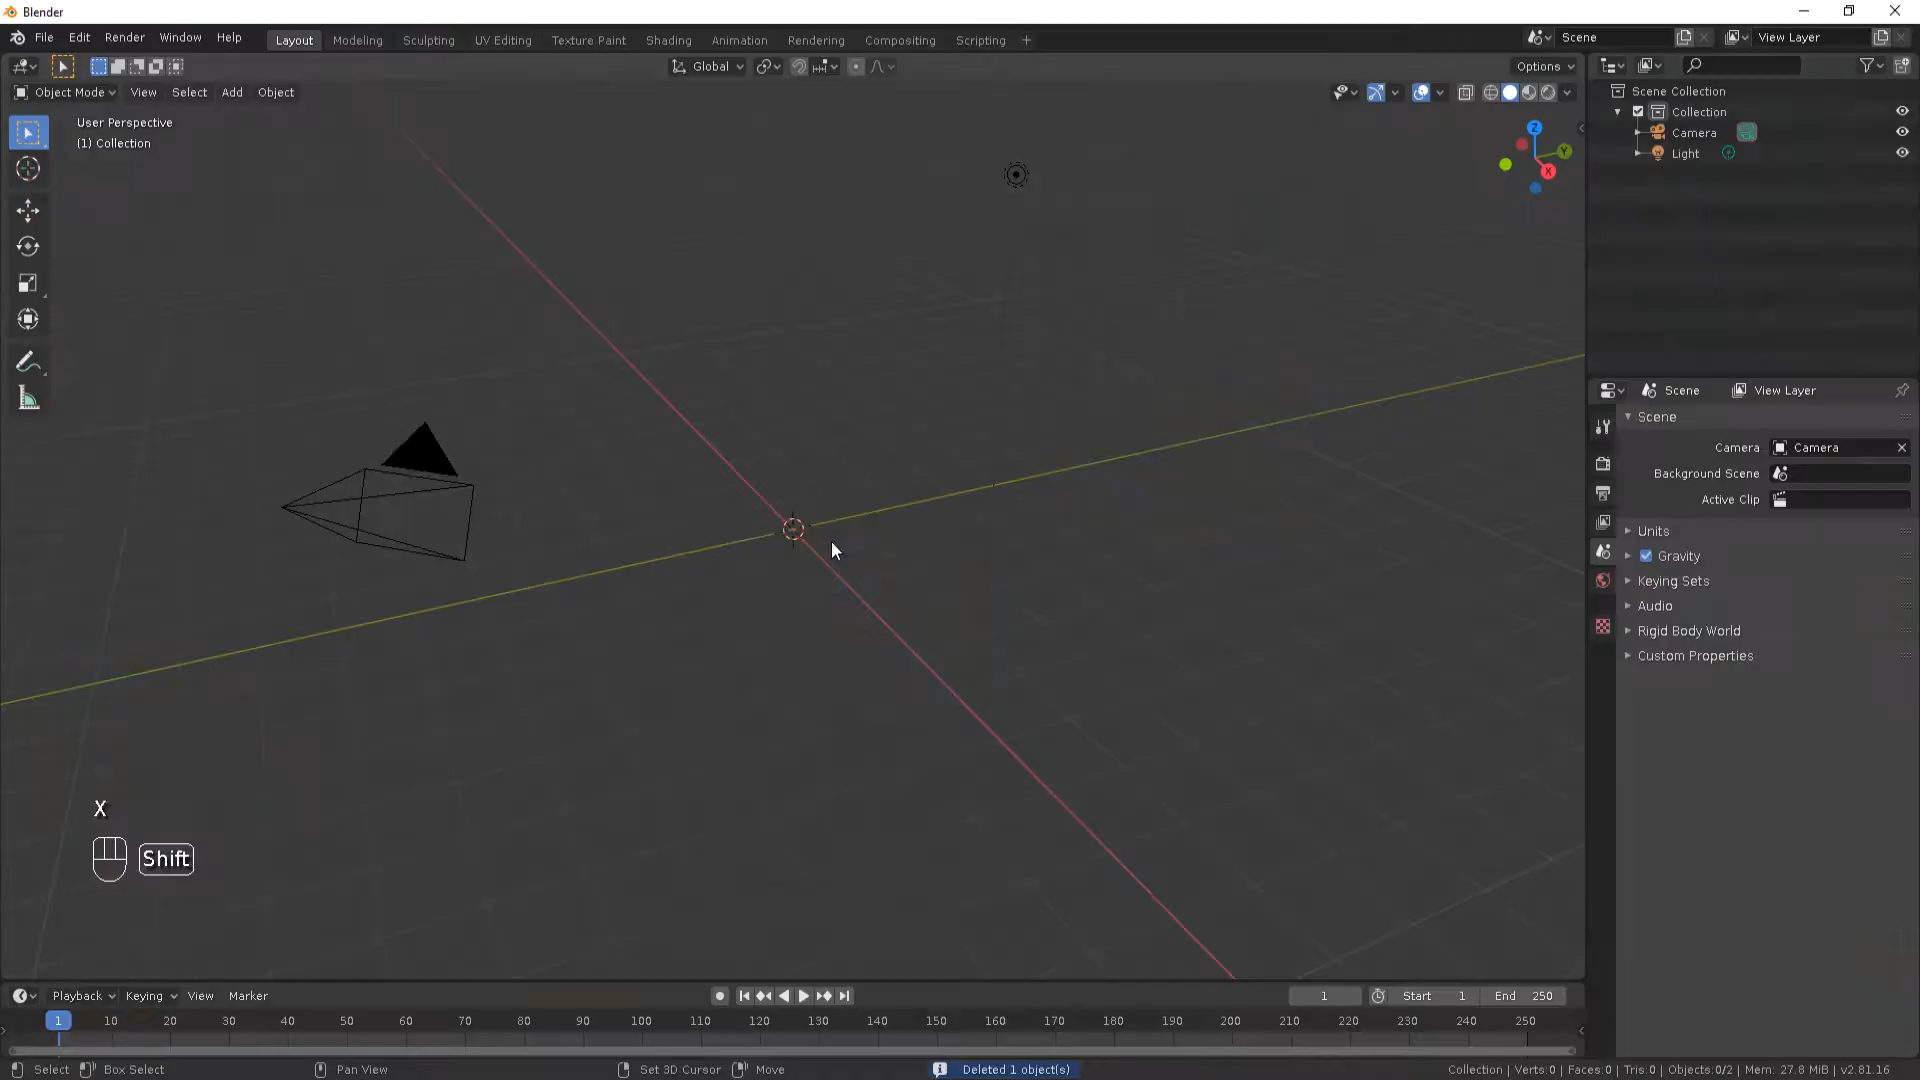 Blender
File Edit Render Window Help
Layout Modeling Sculpting UV Editing Texture Paint Shading Animation Rendering Compositing Scripting +
Scene
View Layer
Global
Options
Object Mode View Select Add Object
User Perspective
(1) Collection
Z
Y
X
Scene Collection
Collection
Camera
Light
Scene View Layer
Scene
Camera Camera
Background Scene
Active Clip
Units
Gravity
Keying Sets
Audio
Rigid Body World
Custom Properties
X
Shift
Playback Keying View Marker
1 Start 1 End 250
1 10 20 30 40 50 60 70 80 90 100 110 120 130 140 150 160 170 180 190 200 210 220 230 240 250
Select Box Select Pan View Set 3D Cursor Move Deleted 1 object(s) Collection | Verts:0 | Faces:0 | Tris:0 | Objects:0/2 | Mem: 27.8 MiB | v2.81.16